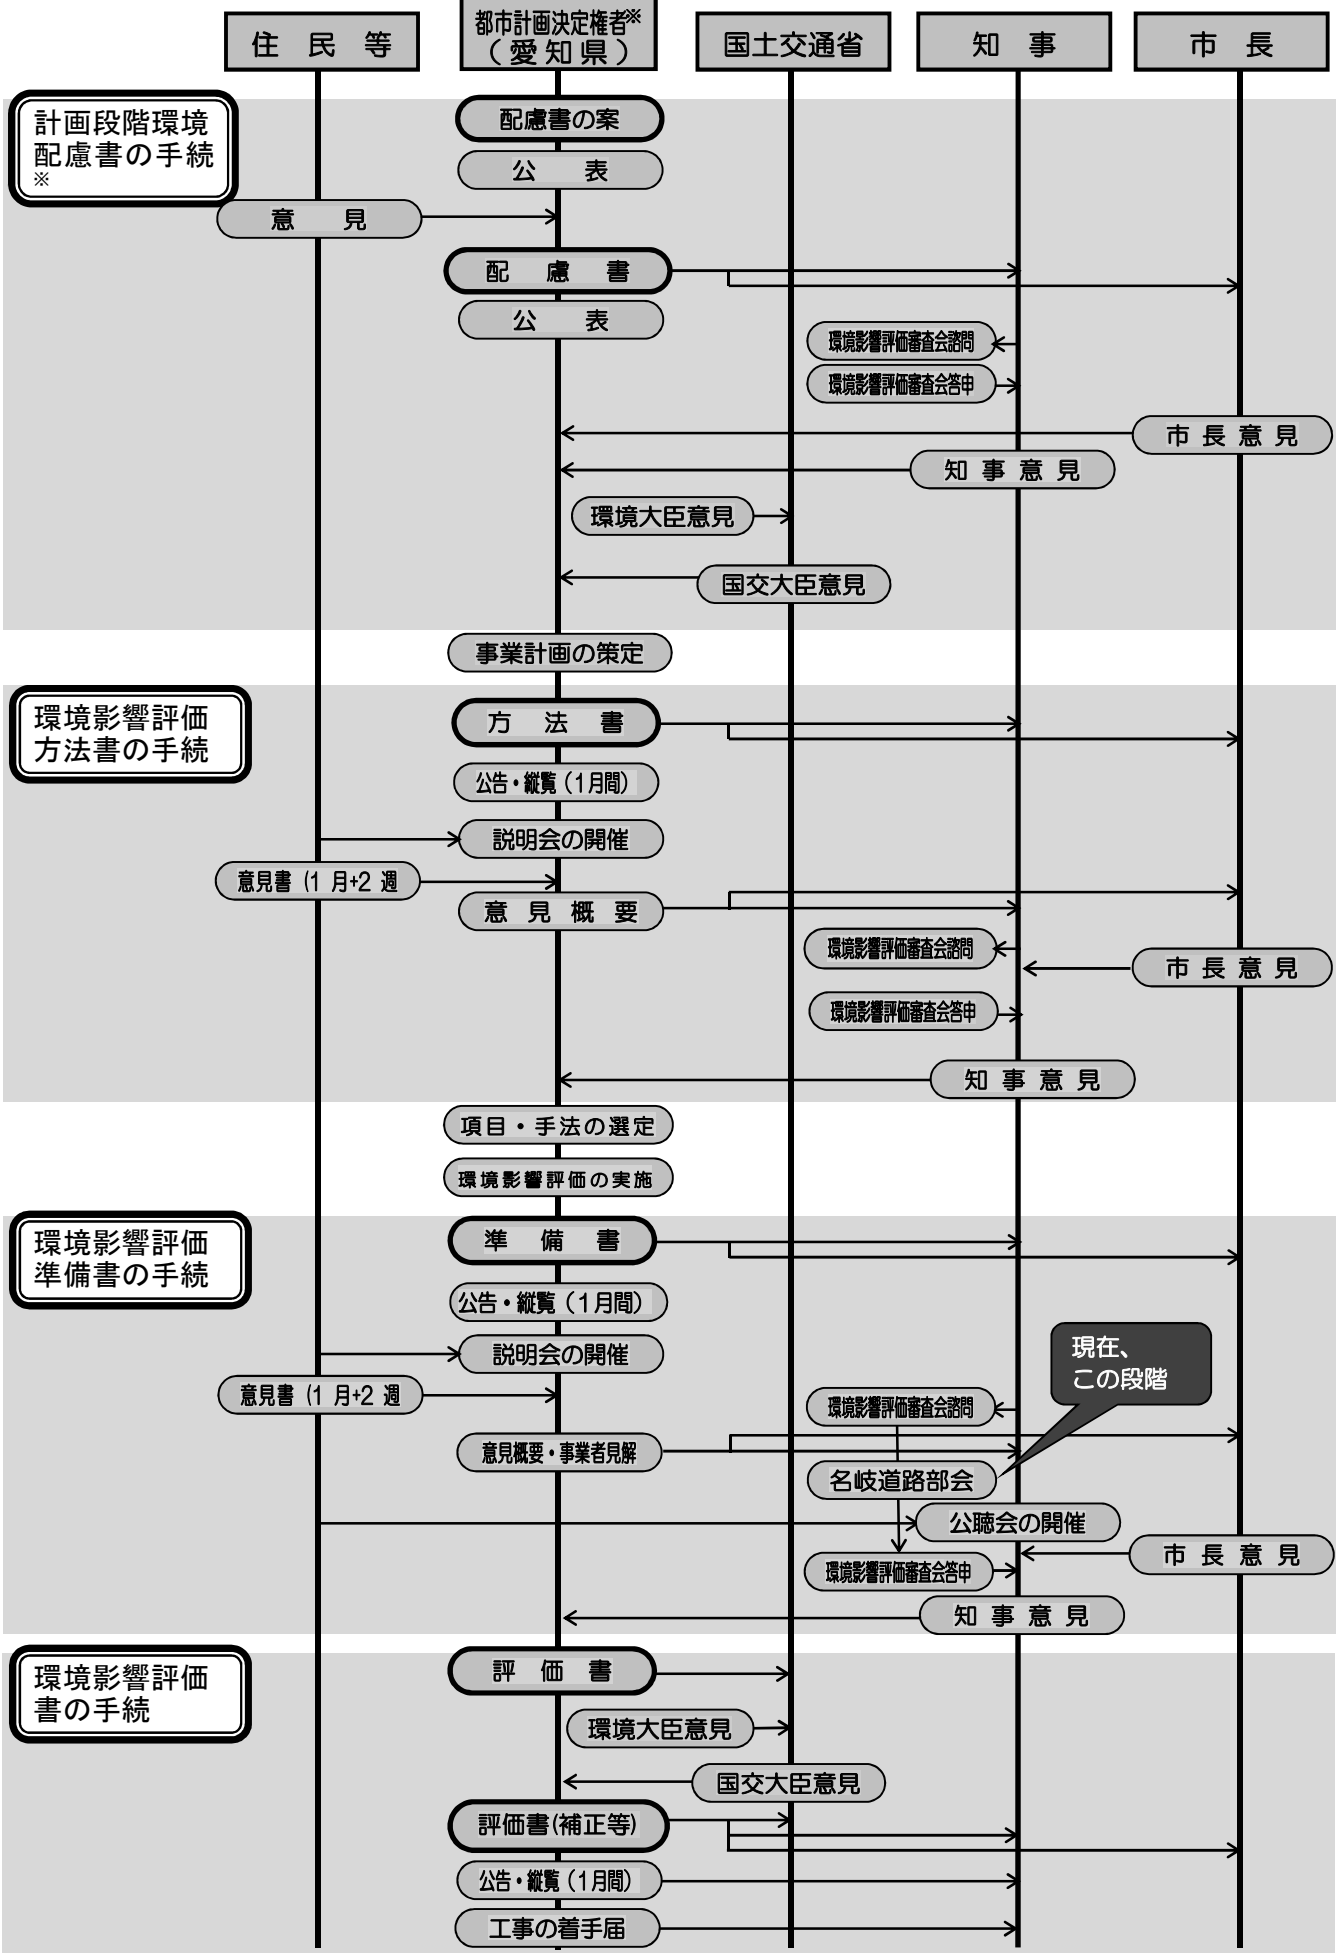 住 民 等
都市計画決定権者※
（愛知県）
国土交通省
知 事
市 長
計画段階環境
配慮書の手続
※
配慮書の案
公 表
意 見
配 慮 書
公 表
環境影響評価審査会諮問
環境影響評価審査会答申
市長意見
知事意見
環境大臣意見
国交大臣意見
事業計画の策定
環境影響評価
方法書の手続
方 法 書
公告・縦覧（1月間）
説明会の開催
意見書（1 月+2 週
意見概要
環境影響評価審査会諮問
市長意見
環境影響評価審査会答申
知事意見
項目・手法の選定
環境影響評価の実施
環境影響評価
準備書の手続
準 備 書
公告・縦覧（1月間）
説明会の開催
現在、
この段階
意見書（1 月+2 週
環境影響評価審査会諮問
意見概要・事業者見解
名岐道路部会
公聴会の開催
市長意見
環境影響評価審査会答申
知事意見
環境影響評価
書の手続
評 価 書
環境大臣意見
国交大臣意見
評価書(補正等)
公告・縦覧（1月間）
工事の着手届